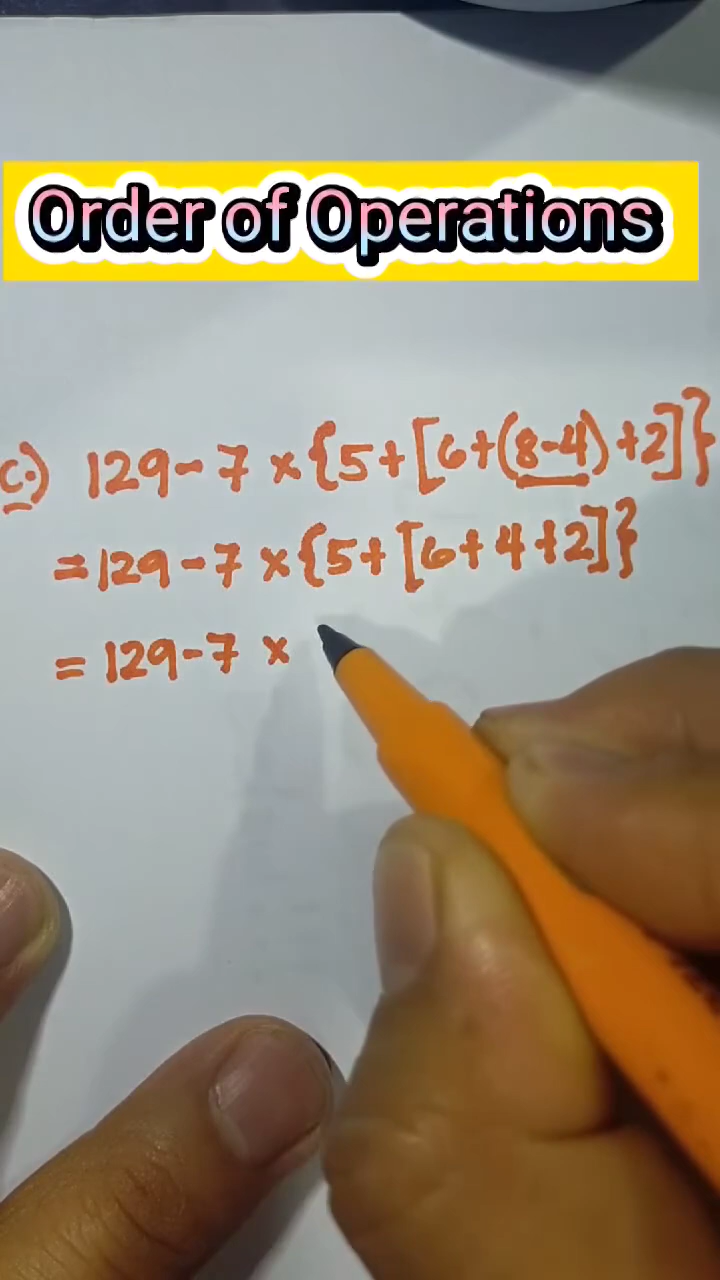 Order of Operations
c.) 129-7 × {5+[6+(8-4)+2]}
=129-7 × {5+[6+4+2]}
=129-7 ×